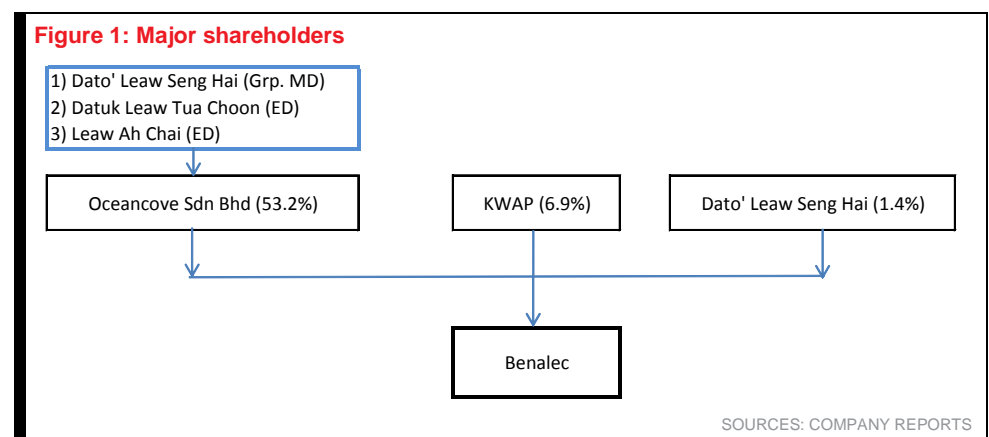 Figure 1: Major shareholders
1) Dato' Leaw Seng Hai (Grp. MD)
2) Datuk Leaw Tua Choon (ED)
3) Leaw Ah Chai (ED)
Oceancove Sdn Bhd (53.2%)
KWAP (6.9%)
Dato' Leaw Seng Hai (1.4%)
Benalec
SOURCES: COMPANY REPORTS